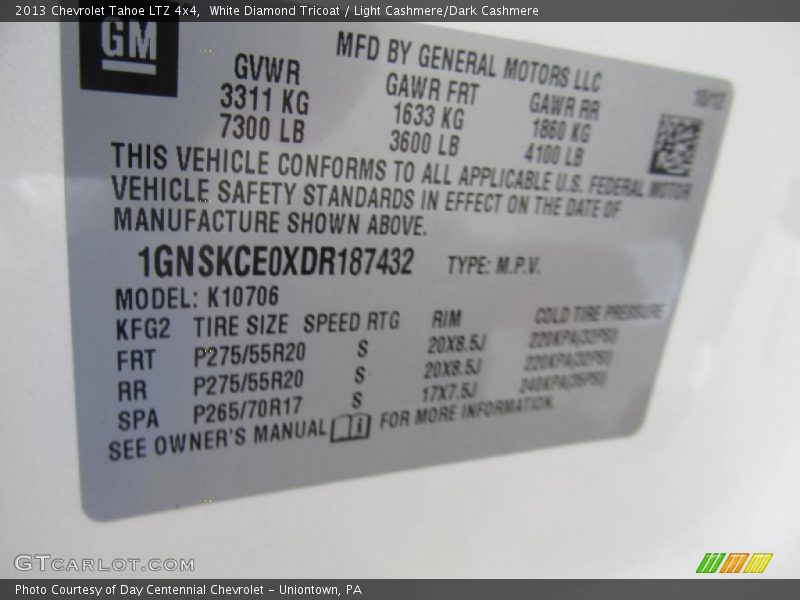 2013 Chevrolet Tahoe LTZ 4x4,  White Diamond Tricoat / Light Cashmere/Dark Cashmere
GM
MFD BY GENERAL MOTORS LLC
10/12
GVWR GAWR FRT GAWR RR
3311 KG 1633 KG 1860 KG
7300 LB 3600 LB 4100 LB
THIS VEHICLE CONFORMS TO ALL APPLICABLE U.S. FEDERAL MOTOR
VEHICLE SAFETY STANDARDS IN EFFECT ON THE DATE OF
MANUFACTURE SHOWN ABOVE.
1GNSKCE0XDR187432 TYPE: M.P.V.
MODEL: K10706
KFG2 TIRE SIZE SPEED RTG RIM COLD TIRE PRESSURE
FRT P275/55R20 S 20X8.5J 220KPA(32PSI)
RR P275/55R20 S 20X8.5J 220KPA(32PSI)
SPA P265/70R17 S 17X7.5J 240KPA(35PSI)
SEE OWNER'S MANUAL FOR MORE INFORMATION.
GTCARLOT.COM
Photo Courtesy of Day Centennial Chevrolet - Uniontown, PA